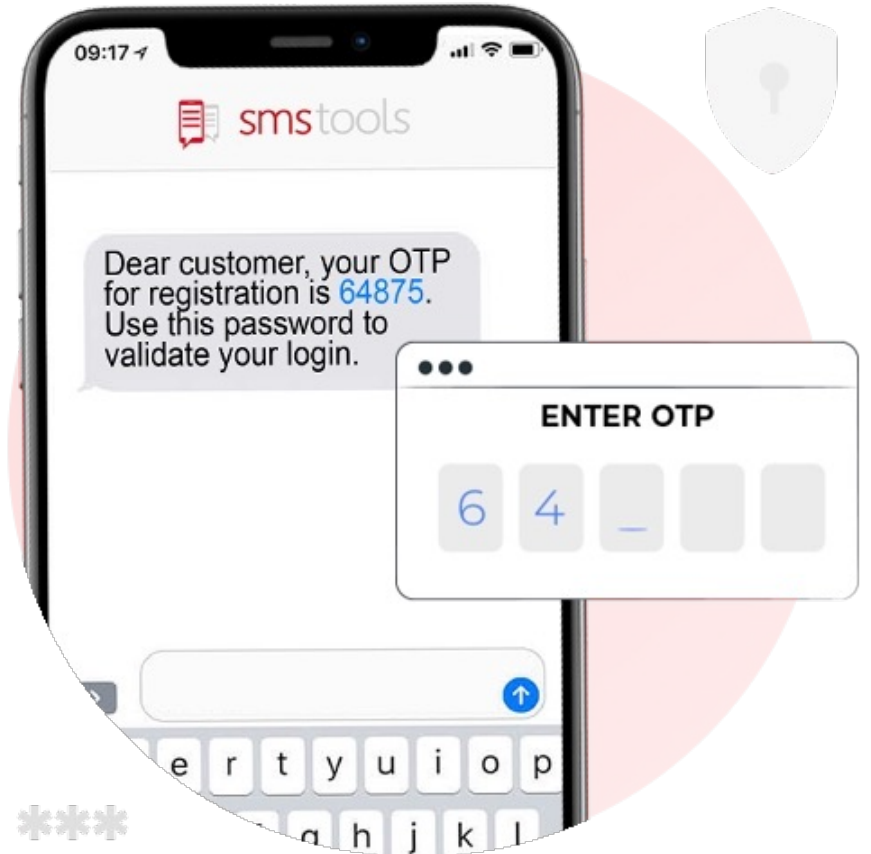 09:17
smstools
Dear customer, your OTP
for registration is 64875.
Use this password to
validate your login.
ENTER OTP
6 4 _
e r t y u i o p
g h j k l
***